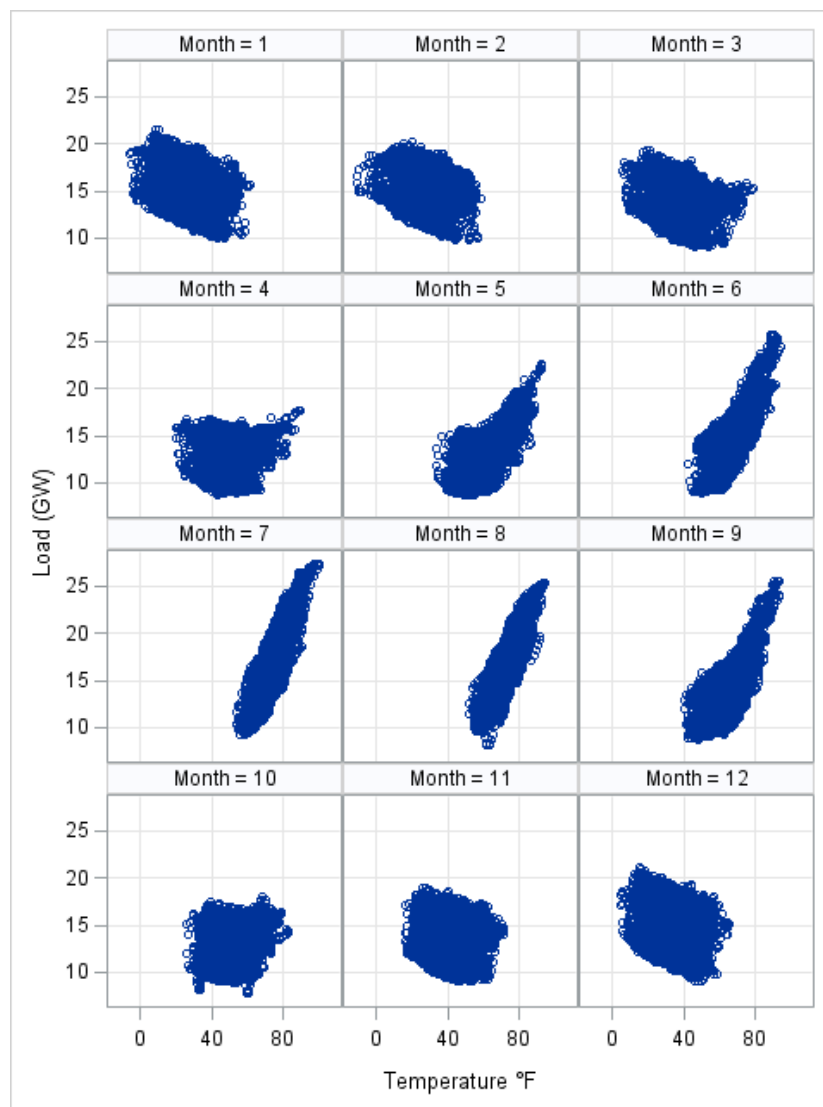 Month = 1 Month = 2 Month = 3
25
20
15
10
Month = 4 Month = 5 Month = 6
25
20
15
10
Load (GW)
Month = 7 Month = 8 Month = 9
25
20
15
10
Month = 10 Month = 11 Month = 12
25
20
15
10
0 40 80 0 40 80 0 40 80
Temperature °F